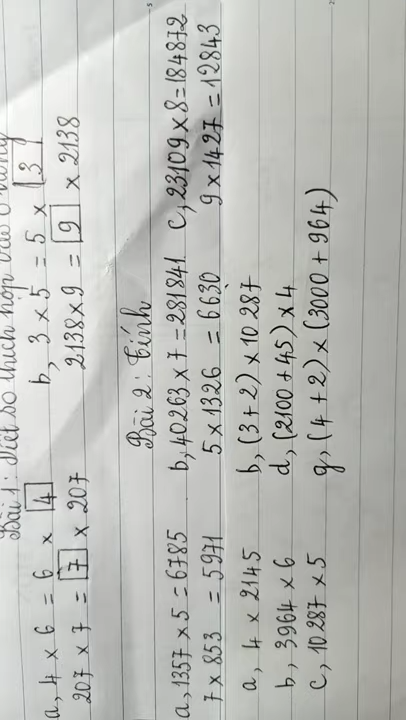 Bài 1: Viết số thích hợp vào ô trống
a, 4 x 6 = 6 x 4 b, 3 x 5 = 5 x 3
207 x 7 = 7 x 207 2138 x 9 = 9 x 2138
Bài 2: Tính
a, 1357 x 5 = 6785 b, 40263 x 7 = 281841 c, 23109 x 8 = 184872
7 x 853 = 5971 5 x 1326 = 6630 9 x 1427 = 12843
a, 4 x 2145 b, (3 + 2) x 10287
b, 3964 x 6 d, (2100 + 45) x 4
c, 10287 x 5 g, (4 + 2) x (3000 + 964)